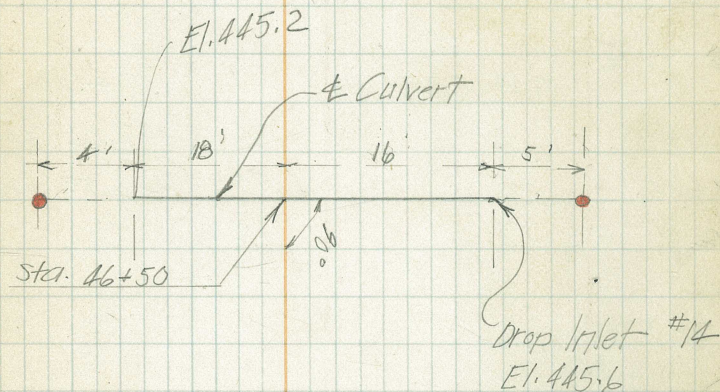 El. 445.2
℄ Culvert
4' 18' 16' 5'
90°
Sta. 46+50
Drop Inlet #14
El. 445.6